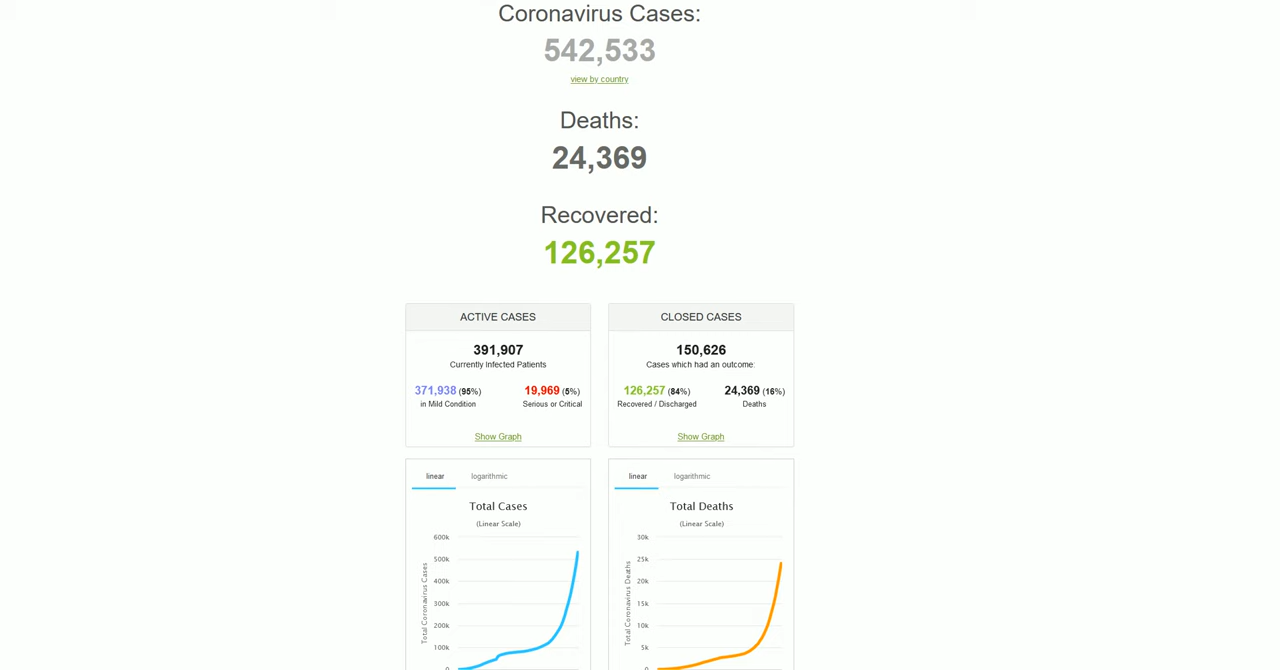 Coronavirus Cases:
542,533
view by country
Deaths:
24,369
Recovered:
126,257
ACTIVE CASES
391,907
Currently Infected Patients
371,938 (95%)
in Mild Condition
19,969 (5%)
Serious or Critical
Show Graph
CLOSED CASES
150,626
Cases which had an outcome:
126,257 (84%)
Recovered / Discharged
24,369 (16%)
Deaths
Show Graph
linear logarithmic
Total Cases
(Linear Scale)
Total Coronavirus Cases
600k
500k
400k
300k
200k
100k
0
linear logarithmic
Total Deaths
(Linear Scale)
Total Coronavirus Deaths
30k
25k
20k
15k
10k
5k
0